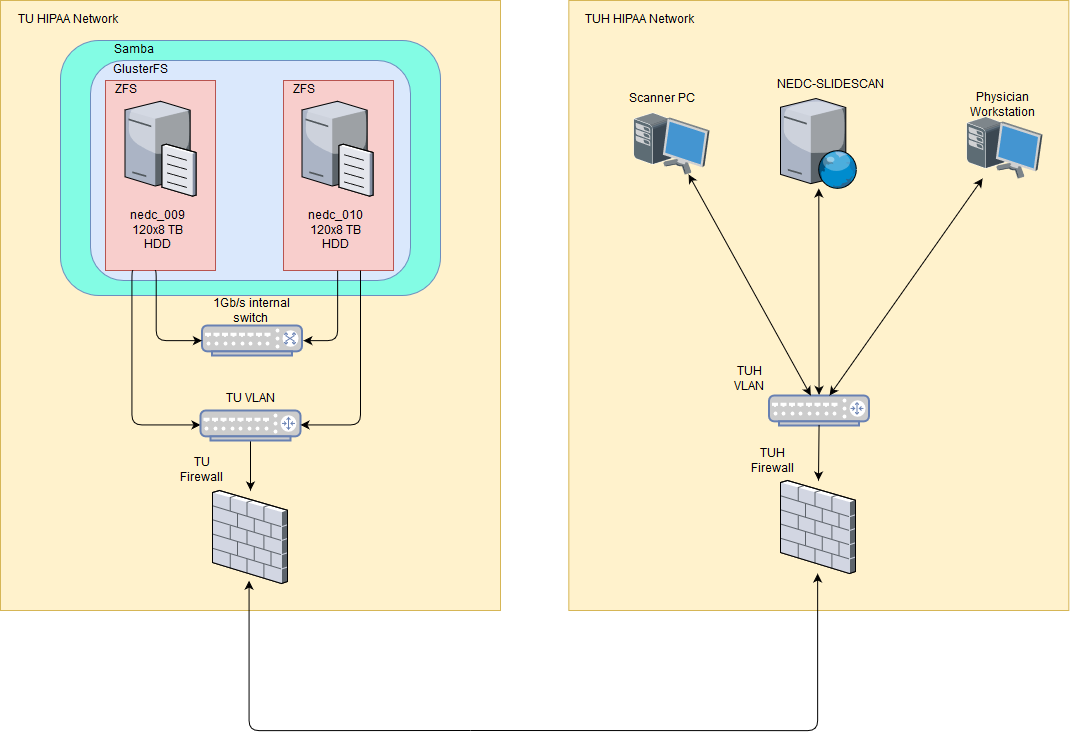 TU HIPAA Network
Samba
GlusterFS
ZFS
ZFS
nedc_009
120x8 TB
HDD
nedc_010
120x8 TB
HDD
1Gb/s internal
switch
TU VLAN
TU
Firewall
TUH HIPAA Network
Scanner PC
NEDC-SLIDESCAN
Physician
Workstation
TUH
VLAN
TUH
Firewall